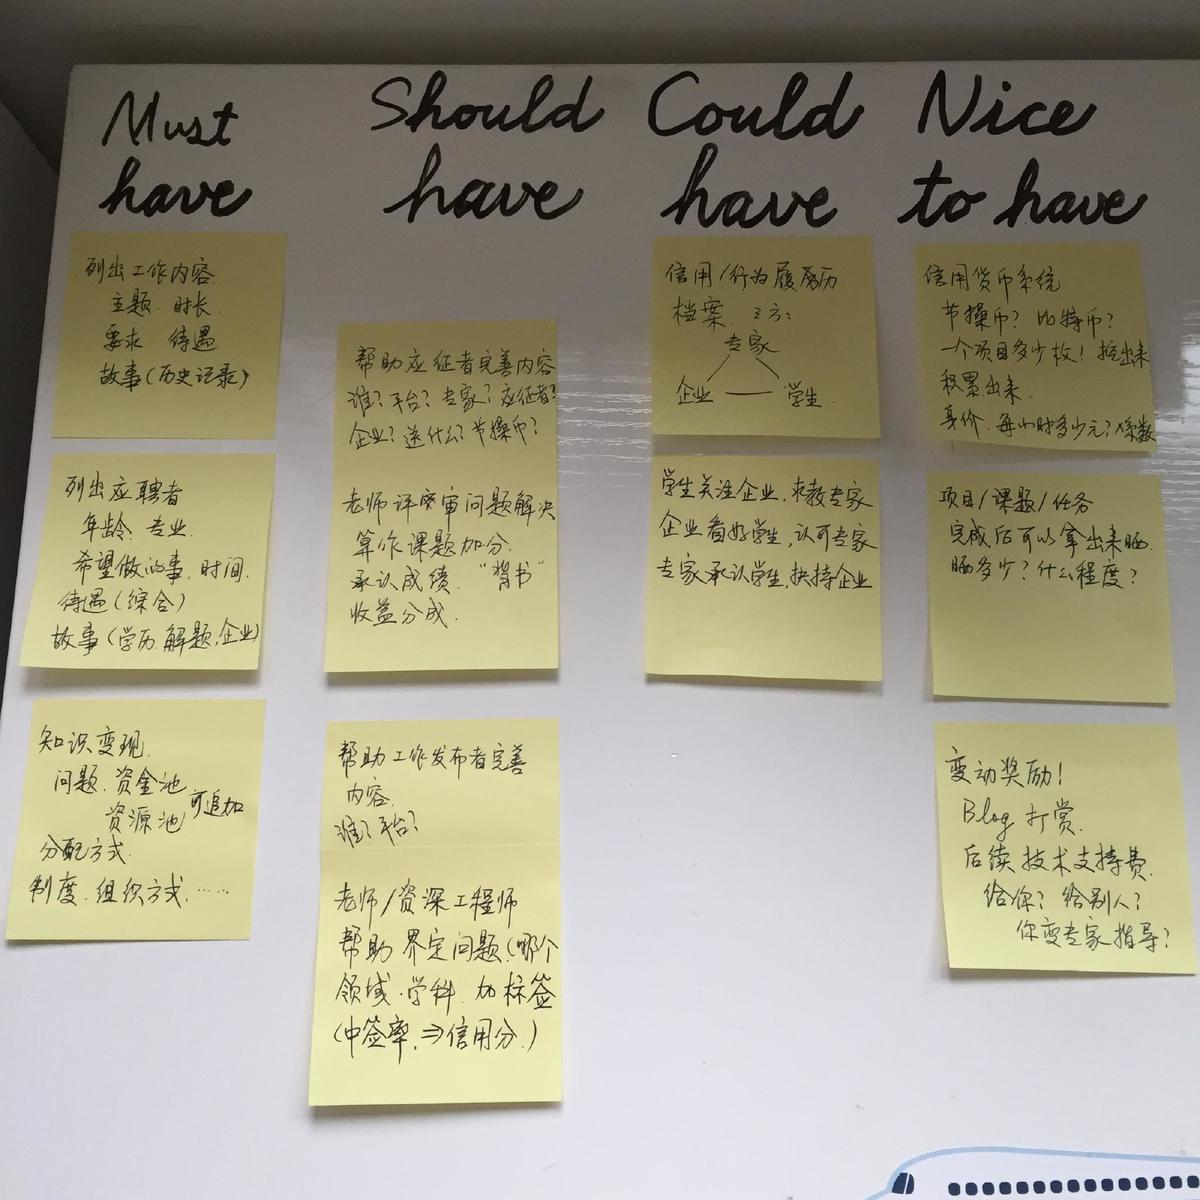 Must
have
列出工作内容
主题. 时长.
要求 待遇
故事(历史记录)
列出应聘者
年龄、专业.
希望做的事. 时间.
待遇(综合)
故事(学历.解题.企业)
知识变现.
问题. 资金池
资源池 可追加
分配方式.
制度. 组织方式. ……
Should
have
帮助应征者完善内容
谁? 平台? 专家? 应征者?
企业? 送什么? 节操币?
老师评审问题解决
算作课题加分.
承认成绩. "背书"
收益分成.
帮助工作发布者完善
内容.
谁? 平台?
老师/资深工程师
帮助界定问题.(哪个
领域.学科. 加标签
(中签率. ⇒信用分.)
Could
have
信用/行为履历
档案. 三方:
专家
企业 — 学生
学生关注企业. 求教专家
企业看好学生, 认可专家
专家承认学生, 扶持企业
Nice
to have
信用货币系统
节操币? 比特币?
一个项目多少枚! 挖出来
积累出来.
身价. 每小时多少元? 系数
项目/课题/任务
完成后可以拿出来晒.
晒多少? 什么程度?
变动奖励!
Blog 打赏.
后续技术支持费.
给你? 给别人?
你变专家指导?